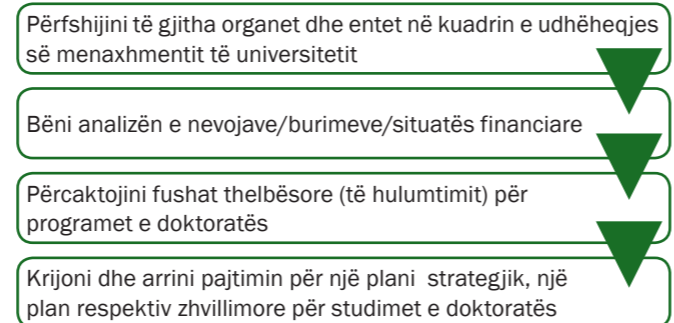 Përfshijini të gjitha organet dhe entet në kuadrin e udhëheqjes
së menaxhmentit të universitetit
Bëni analizën e nevojave/burimeve/situatës financiare
Përcaktojini fushat thelbësore (të hulumtimit) për
programet e doktoratës
Krijoni dhe arrini pajtimin për një plani strategjik, një
plan respektiv zhvillimore për studimet e doktoratës